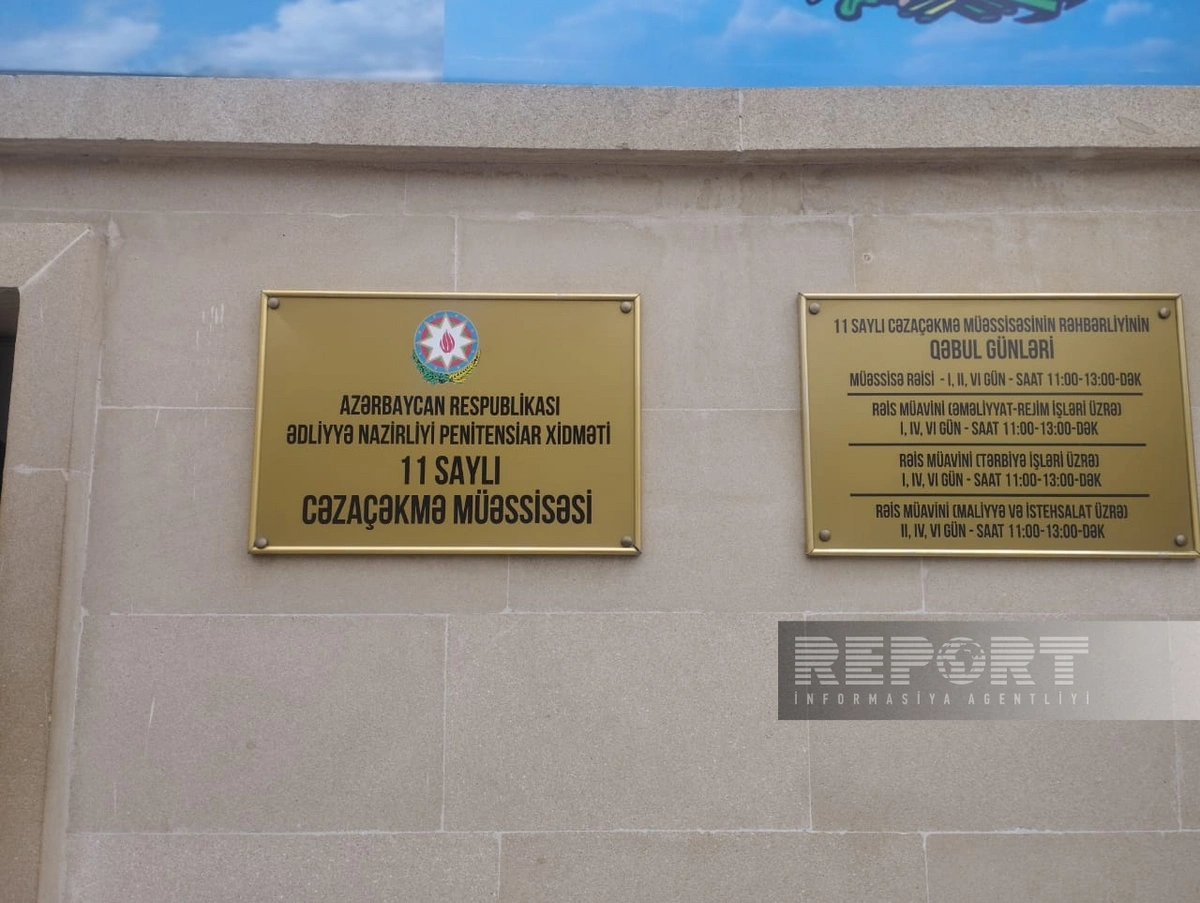 AZƏRBAYCAN RESPUBLİKASI
ƏDLİYYƏ NAZİRLİYİ PENİTENSİAR XİDMƏTİ
11 SAYLI
CƏZAÇƏKMƏ MÜƏSSİSƏSİ
11 SAYLI CƏZAÇƏKMƏ MÜƏSSİSƏSİNİN RƏHBƏRLİYİNİN
QƏBUL GÜNLƏRİ
MÜƏSSİSƏ RƏİSİ - I, II, VI GÜN - SAAT 11:00-13:00-DƏK
RƏİS MÜAVİNİ (ƏMƏLİYYAT-REJİM İŞLƏRİ ÜZRƏ)
I, IV, VI GÜN - SAAT 11:00-13:00-DƏK
RƏİS MÜAVİNİ (TƏRBİYƏ İŞLƏRİ ÜZRƏ)
I, IV, VI GÜN - SAAT 11:00-13:00-DƏK
RƏİS MÜAVİNİ (MALİYYƏ VƏ İSTEHSALAT ÜZRƏ)
II, IV, VI GÜN - SAAT 11:00-13:00-DƏK
REPORT
İNFORMASİYA AGENTLİYİ